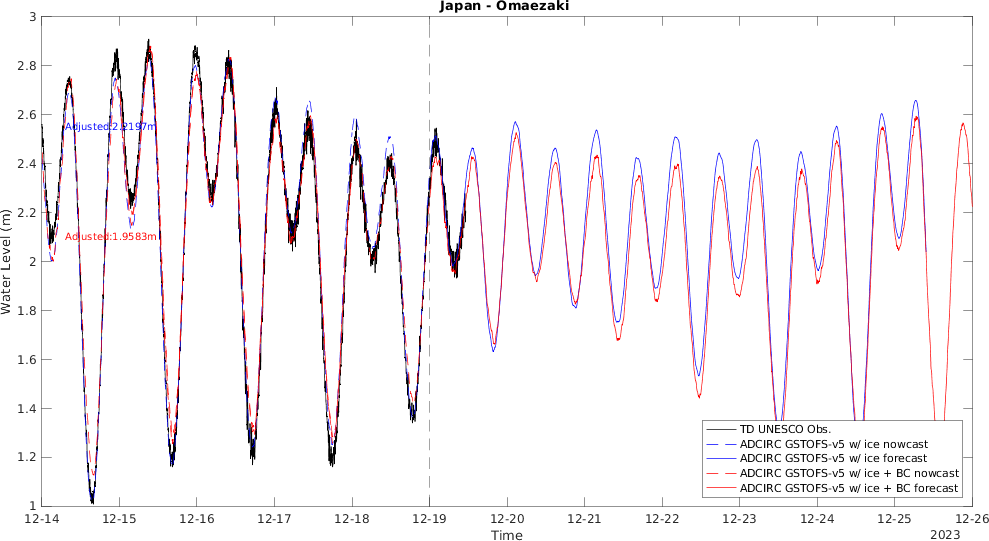 Japan - Omaezaki
3
2.8
2.6
2.4
2.2
2
1.8
1.6
1.4
1.2
1
Water Level (m)
Adjusted:2.2197m
Adjusted:1.9583m
TD UNESCO Obs.
ADCIRC GSTOFS-v5 w/ ice nowcast
ADCIRC GSTOFS-v5 w/ ice forecast
ADCIRC GSTOFS-v5 w/ ice + BC nowcast
ADCIRC GSTOFS-v5 w/ ice + BC forecast
12-14 12-15 12-16 12-17 12-18 12-19 12-20 12-21 12-22 12-23 12-24 12-25 12-26
Time
2023